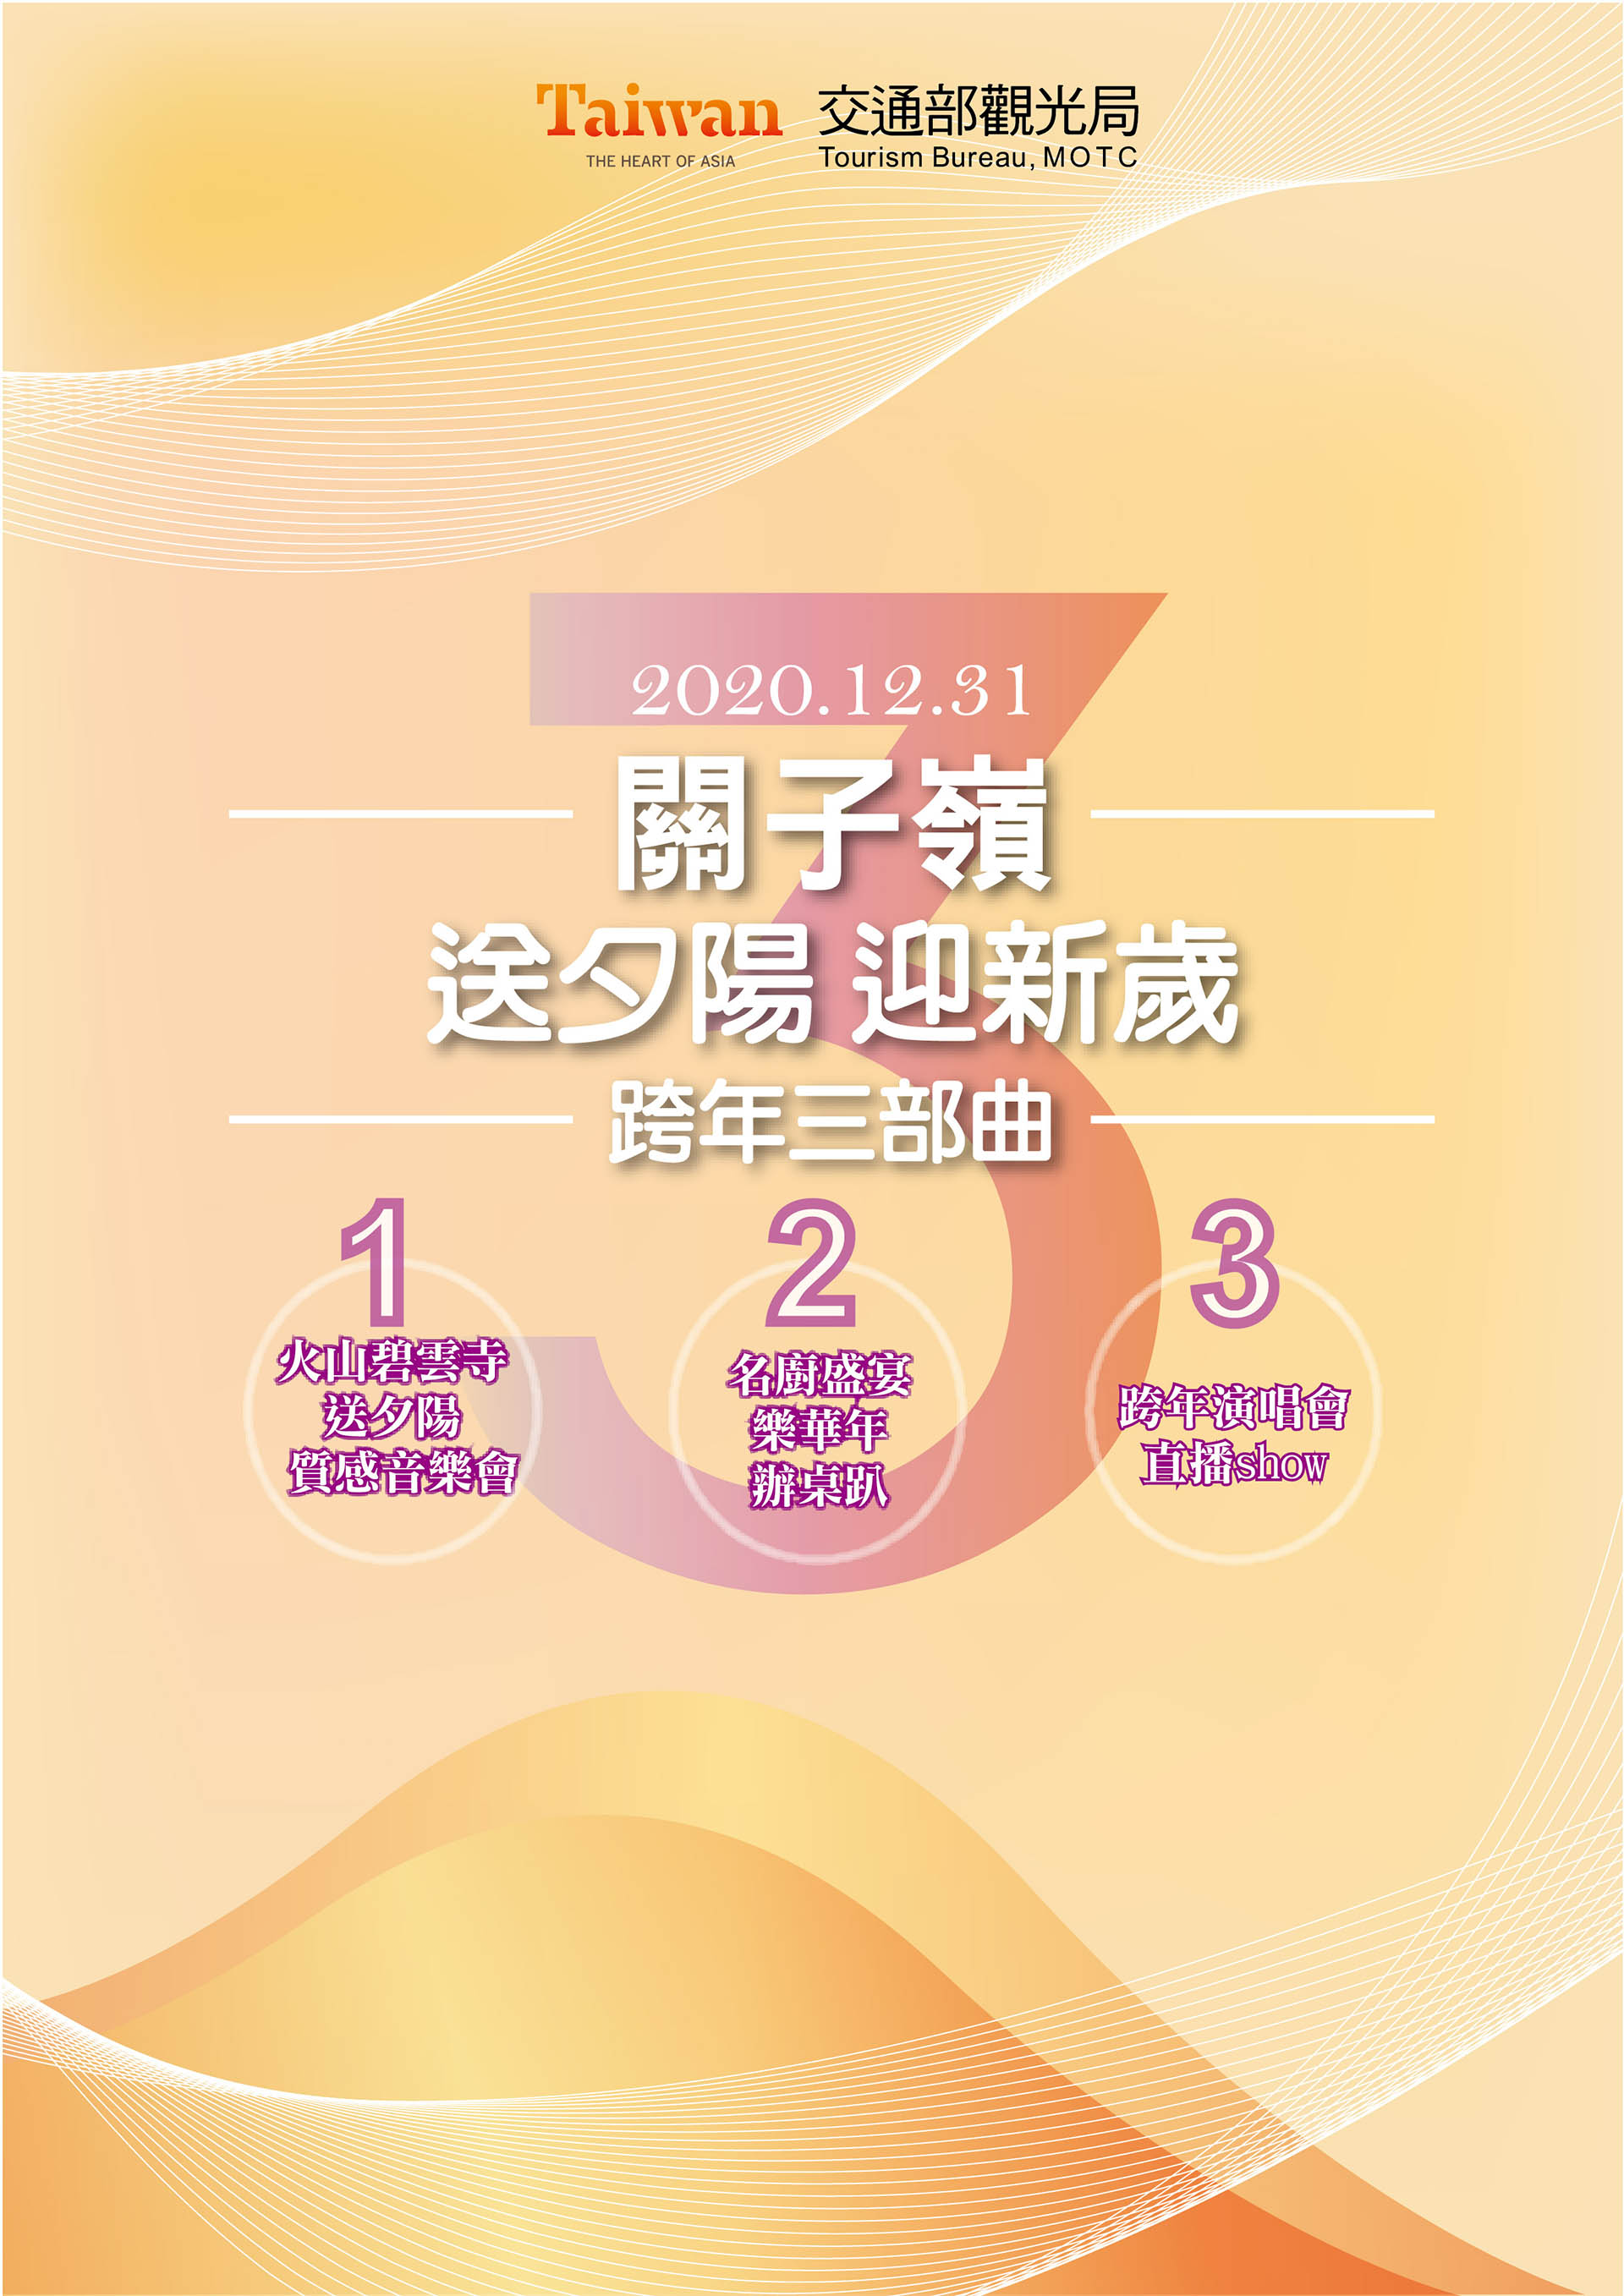 Taiwan
THE HEART OF ASIA
交通部觀光局
Tourism Bureau, MOTC
2020.12.31
關子嶺
送夕陽 迎新歲
跨年三部曲
1
火山碧雲寺
送夕陽
質感音樂會
2
名廚盛宴
樂華年
辦桌趴
3
跨年演唱會
直播show